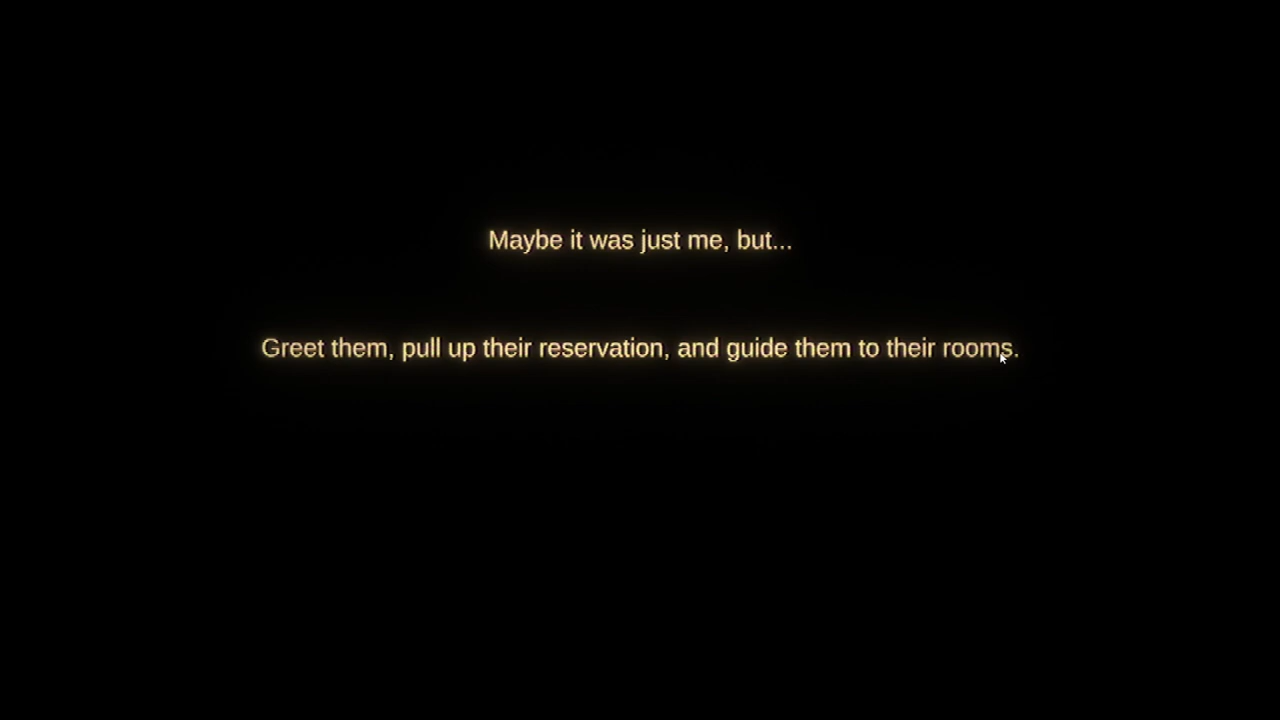 Maybe it was just me, but...
Greet them, pull up their reservation, and guide them to their rooms.